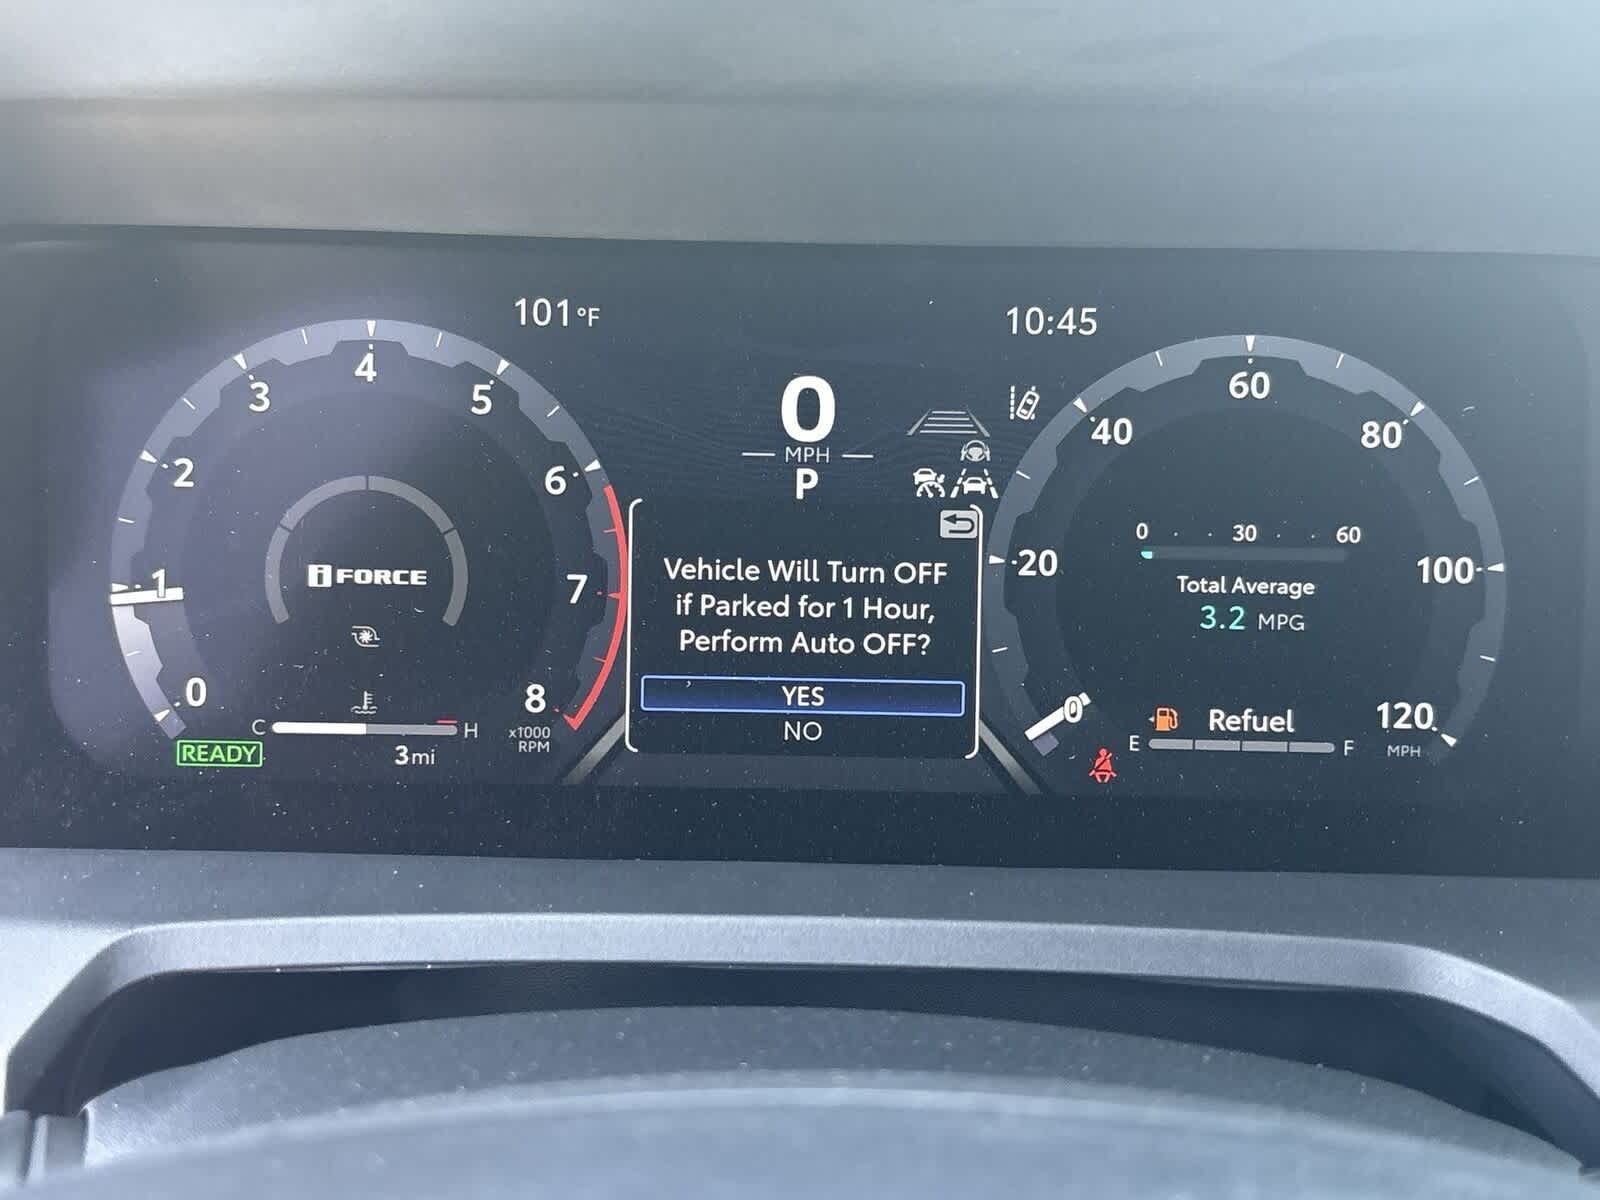 101°F
10:45
0
MPH
P
0
1
2
3
4
5
6
7
8
x1000
RPM
iFORCE
C
H
READY
3mi
Vehicle Will Turn OFF
if Parked for 1 Hour,
Perform Auto OFF?
YES
NO
0
20
40
60
80
100
120
MPH
0 30 60
Total Average
3.2 MPG
Refuel
E
F